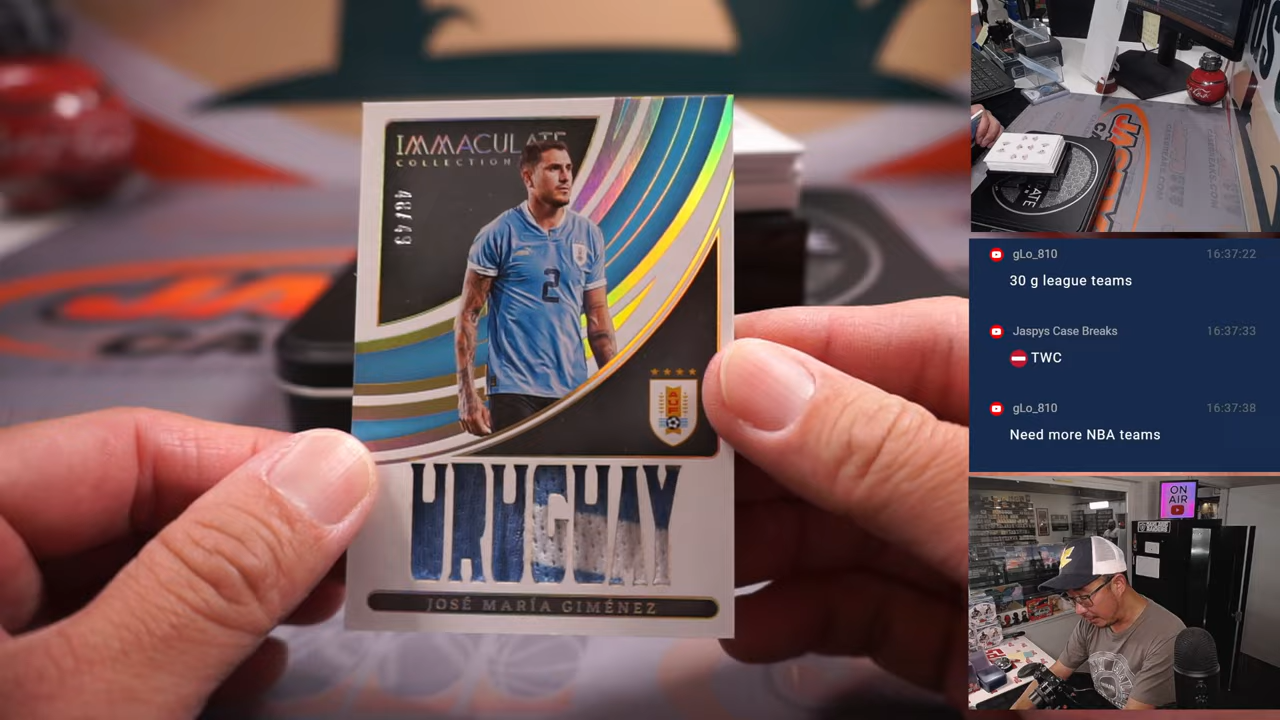 IMMACULATE
COLLECTION
48/49
2
AUF
URUGUAY
JOSÉ MARÍA GIMÉNEZ
gLo_810 16:37:22
30 g league teams
Jaspys Case Breaks 16:37:33
TWC
gLo_810 16:37:38
Need more NBA teams
ON
AIR